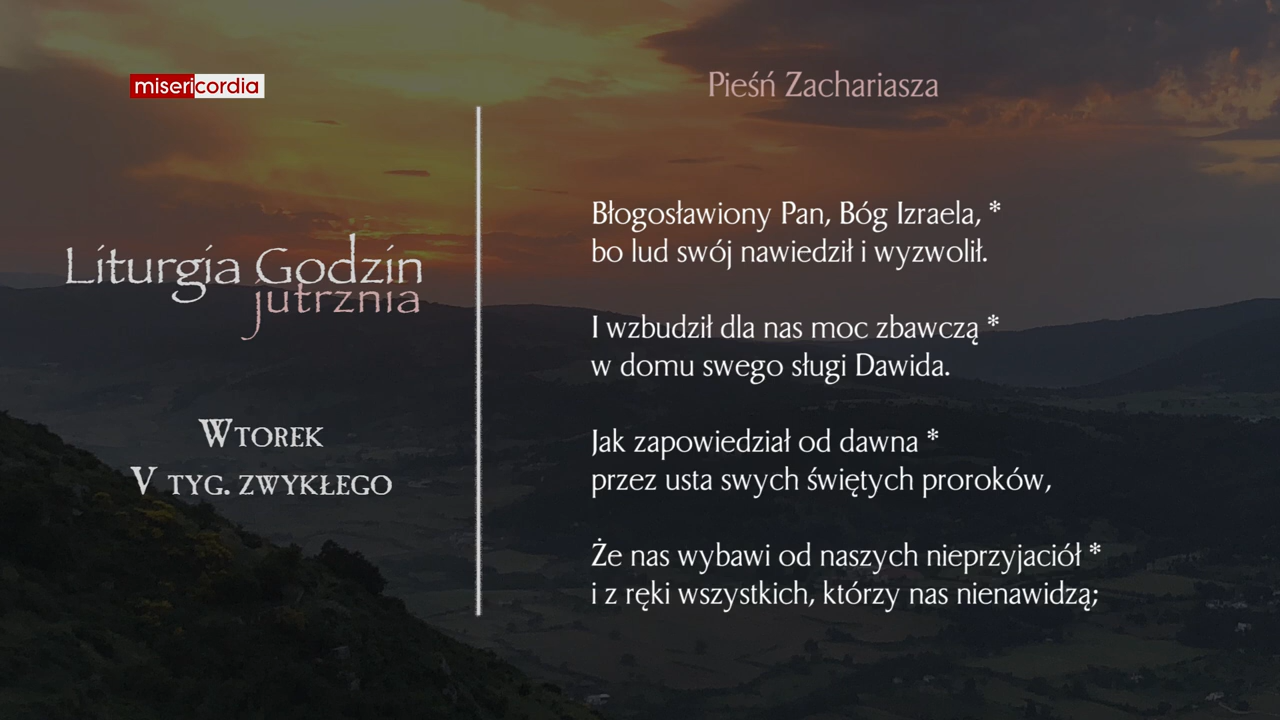 misericordia
Liturgia Godzin
jutrznia
Wtorek
V tyg. zwykłego
Pieśń Zachariasza
Błogosławiony Pan, Bóg Izraela, *
bo lud swój nawiedził i wyzwolił.
I wzbudził dla nas moc zbawczą *
w domu swego sługi Dawida.
Jak zapowiedział od dawna *
przez usta swych świętych proroków,
Że nas wybawi od naszych nieprzyjaciół *
i z ręki wszystkich, którzy nas nienawidzą;